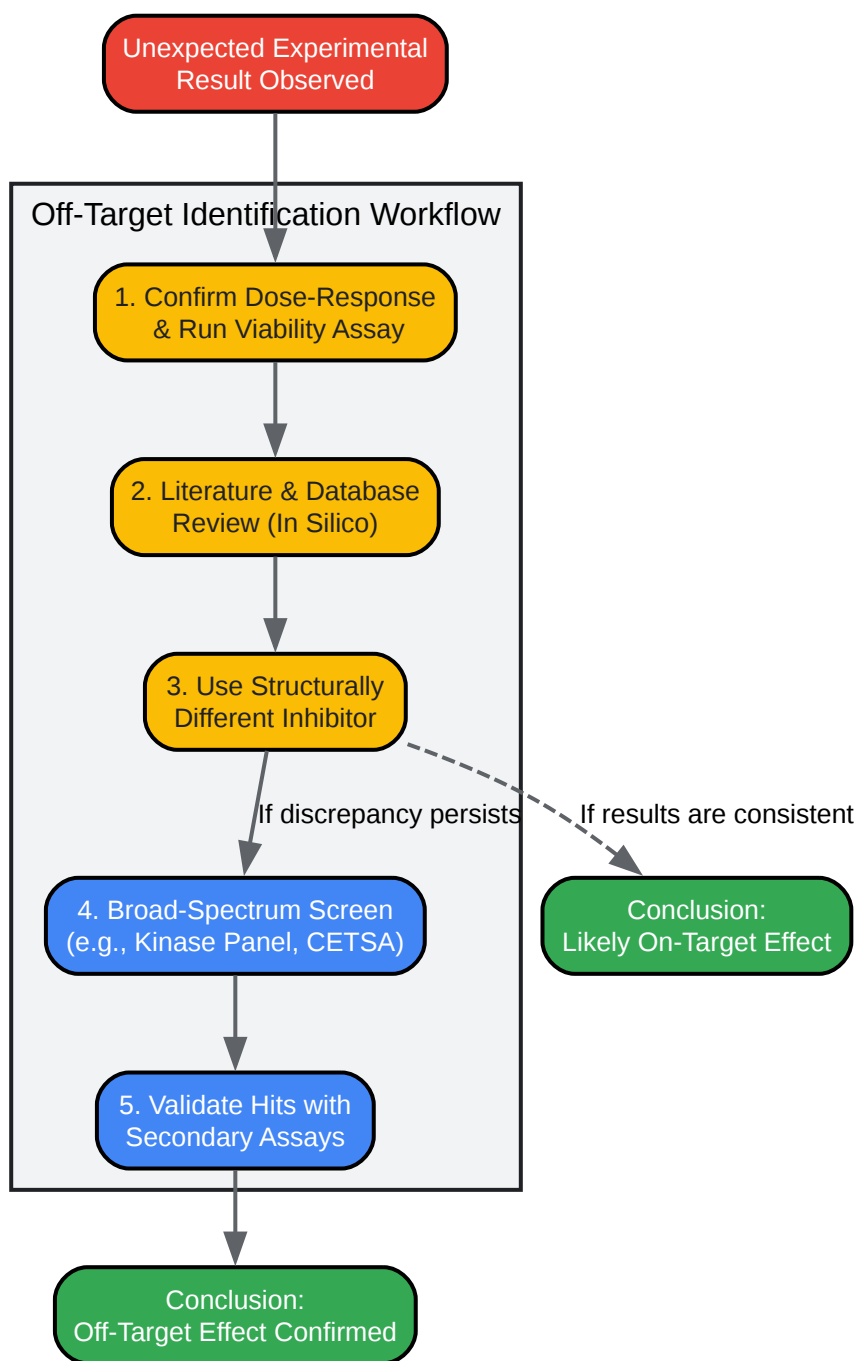 Unexpected Experimental
Result Observed
Off-Target Identification Workflow
1. Confirm Dose-Response
& Run Viability Assay
2. Literature & Database
Review (In Silico)
3. Use Structurally
Different Inhibitor
If discrepancy persists
If results are consistent
4. Broad-Spectrum Screen
(e.g., Kinase Panel, CETSA)
Conclusion:
Likely On-Target Effect
5. Validate Hits with
Secondary Assays
Conclusion:
Off-Target Effect Confirmed